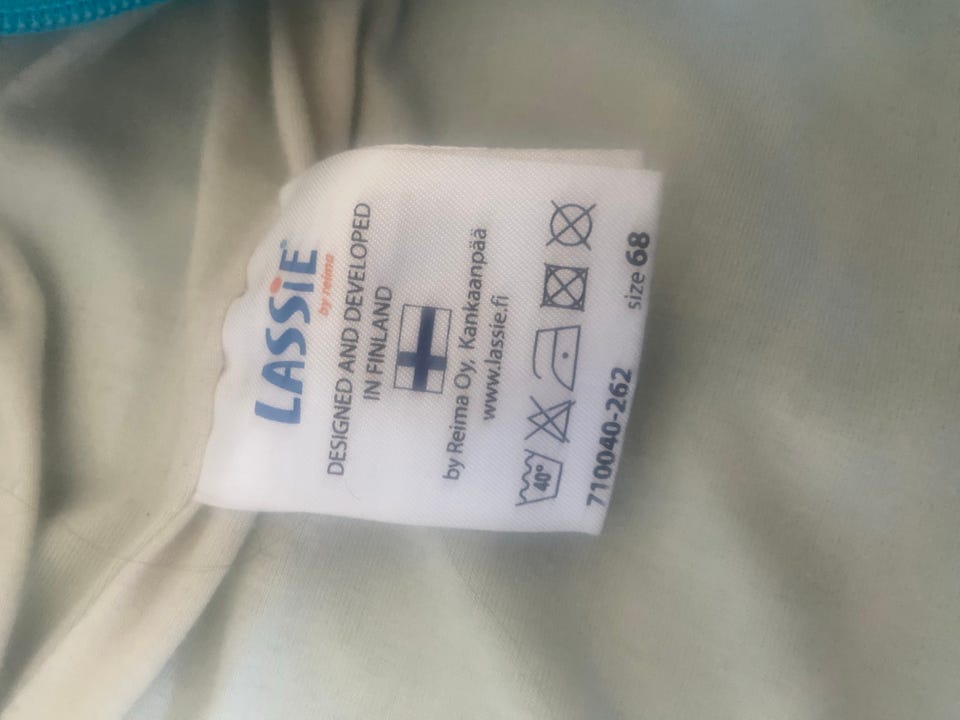 LASSiE™
by reima
DESIGNED AND DEVELOPED
IN FINLAND
by Reima Oy, Kankaanpää
www.lassie.fi
40°
710040-262 size 68